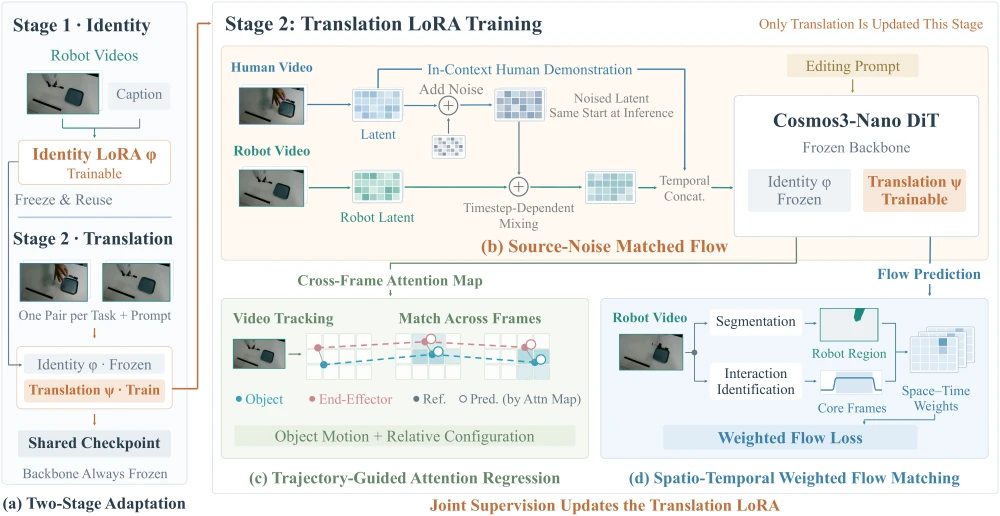 Stage 1 · Identity
Robot Videos
Caption
Identity LoRA φ
Trainable
Freeze & Reuse
Stage 2 · Translation
One Pair per Task + Prompt
Identity φ · Frozen
Translation ψ · Train
Shared Checkpoint
Backbone Always Frozen
(a) Two-Stage Adaptation
Stage 2: Translation LoRA Training
Only Translation Is Updated This Stage
Human Video
In-Context Human Demonstration
Add Noise
Latent
Noised Latent
Same Start at Inference
Robot Video
Robot Latent
Timestep-Dependent
Mixing
Temporal
Concat.
Editing Prompt
Cosmos3-Nano DiT
Frozen Backbone
Identity φ
Frozen
Translation ψ
Trainable
(b) Source-Noise Matched Flow
Cross-Frame Attention Map
Flow Prediction
Video Tracking
Match Across Frames
Object
End-Effector
Ref.
Pred. (by Attn Map)
Object Motion + Relative Configuration
(c) Trajectory-Guided Attention Regression
Robot Video
Segmentation
Robot Region
Interaction
Identification
Core Frames
Space–Time
Weights
Weighted Flow Loss
(d) Spatio-Temporal Weighted Flow Matching
Joint Supervision Updates the Translation LoRA